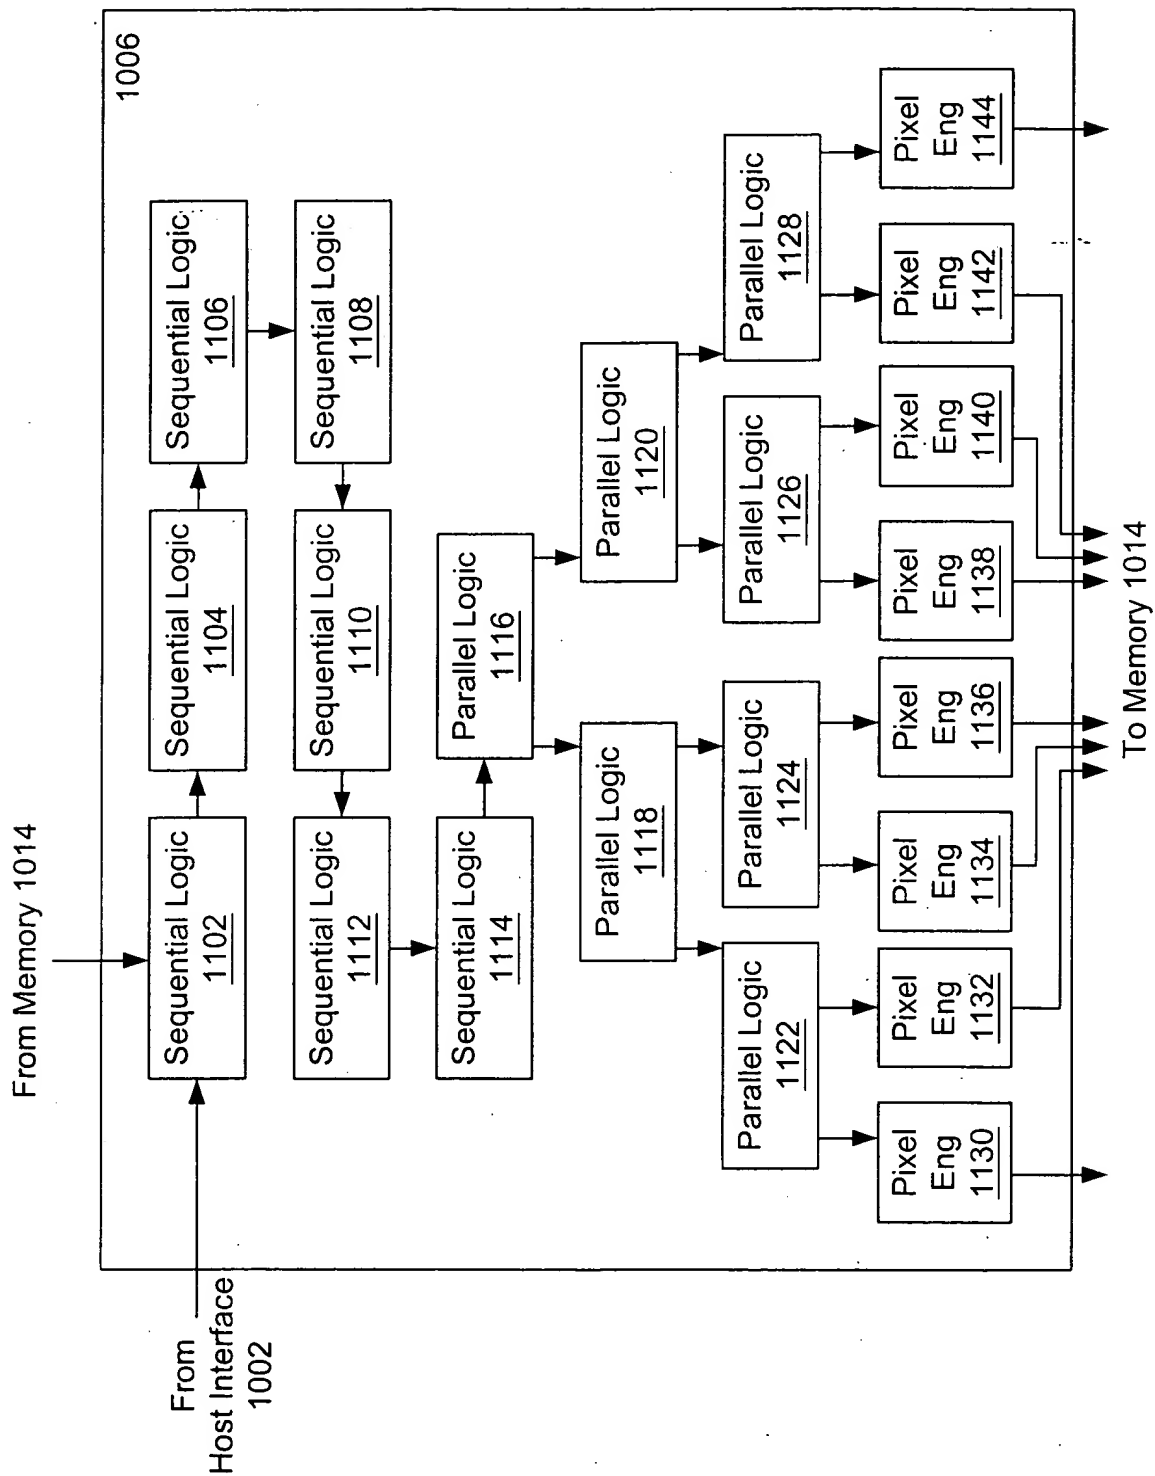 1006
From Memory 1014
From
Host Interface
1002
Sequential Logic
1102
Sequential Logic
1104
Sequential Logic
1106
Sequential Logic
1108
Sequential Logic
1110
Sequential Logic
1112
Sequential Logic
1114
Parallel Logic
1116
Parallel Logic
1118
Parallel Logic
1120
Parallel Logic
1122
Parallel Logic
1124
Parallel Logic
1126
Parallel Logic
1128
Pixel
Eng
1130
Pixel
Eng
1132
Pixel
Eng
1134
Pixel
Eng
1136
Pixel
Eng
1138
Pixel
Eng
1140
Pixel
Eng
1142
Pixel
Eng
1144
To Memory 1014